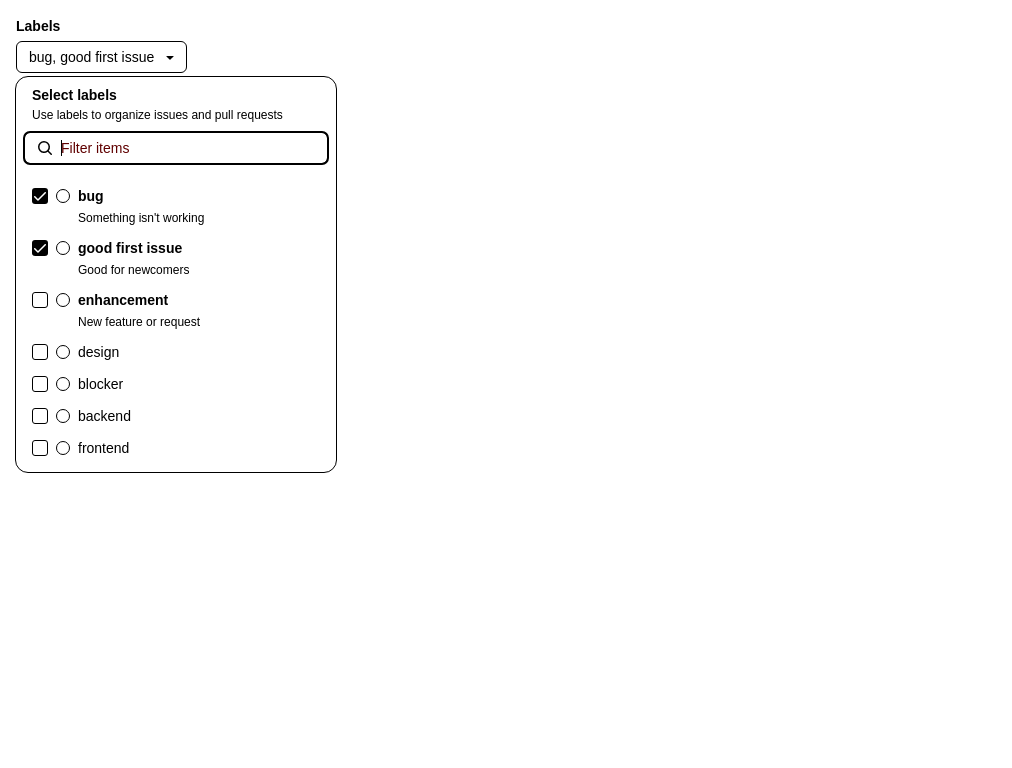 Labels
bug, good first issue
Select labels
Use labels to organize issues and pull requests
Filter items
bug
Something isn't working
good first issue
Good for newcomers
enhancement
New feature or request
design
blocker
backend
frontend